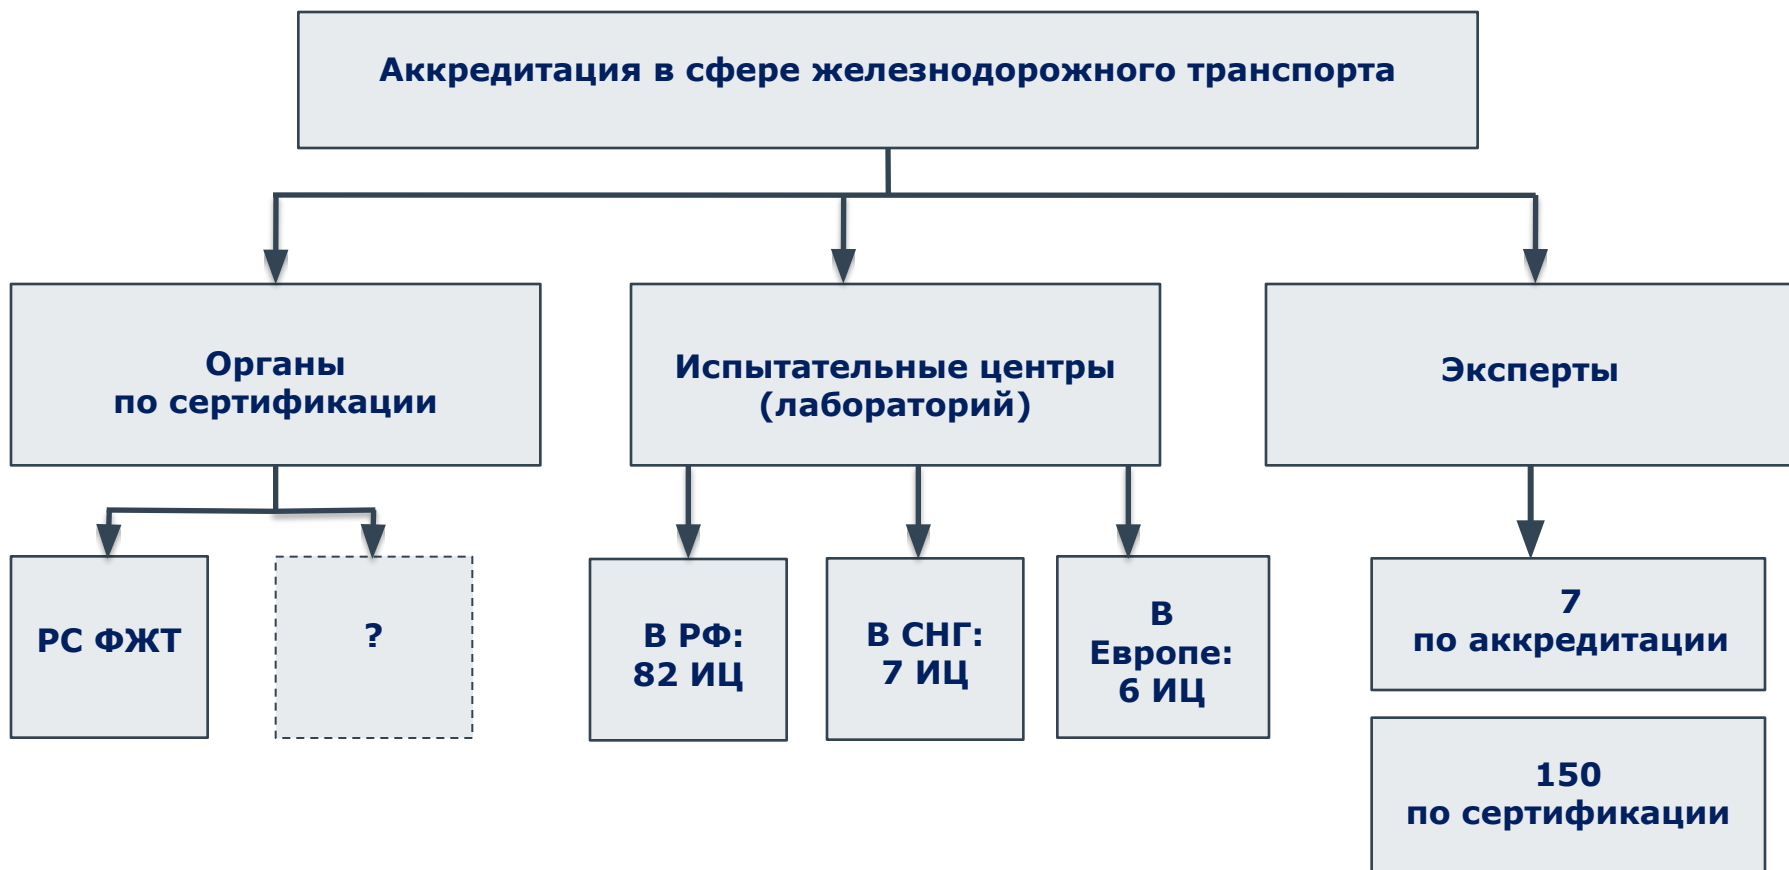 Аккредитация в сфере железнодорожного транспорта
Органы
по сертификации
Испытательные центры
(лабораторий)
Эксперты
РС ФЖТ
?
В РФ:
82 ИЦ
В СНГ:
7 ИЦ
В
Европе:
6 ИЦ
7
по аккредитации
150
по сертификации